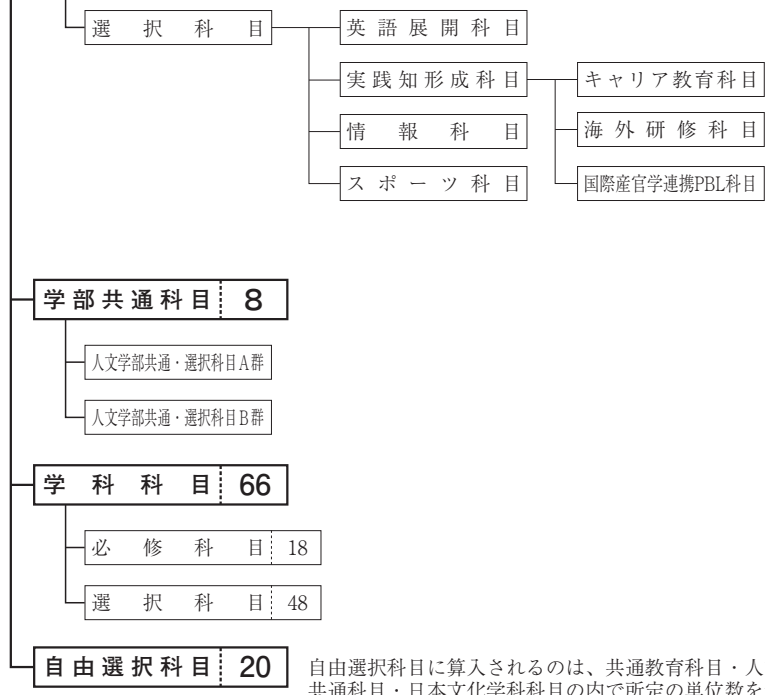 選択科目
英語展開科目
実践知形成科目
キャリア教育科目
情報科目
海外研修科目
スポーツ科目
国際産官学連携PBL科目
学部共通科目 8
人文学部共通・選択科目A群
人文学部共通・選択科目B群
学科科目 66
必修科目 18
選択科目 48
自由選択科目 20
自由選択科目に算入されるのは、共通教育科目・人
共通科目・日本文化学科科目の内で所定の単位数を